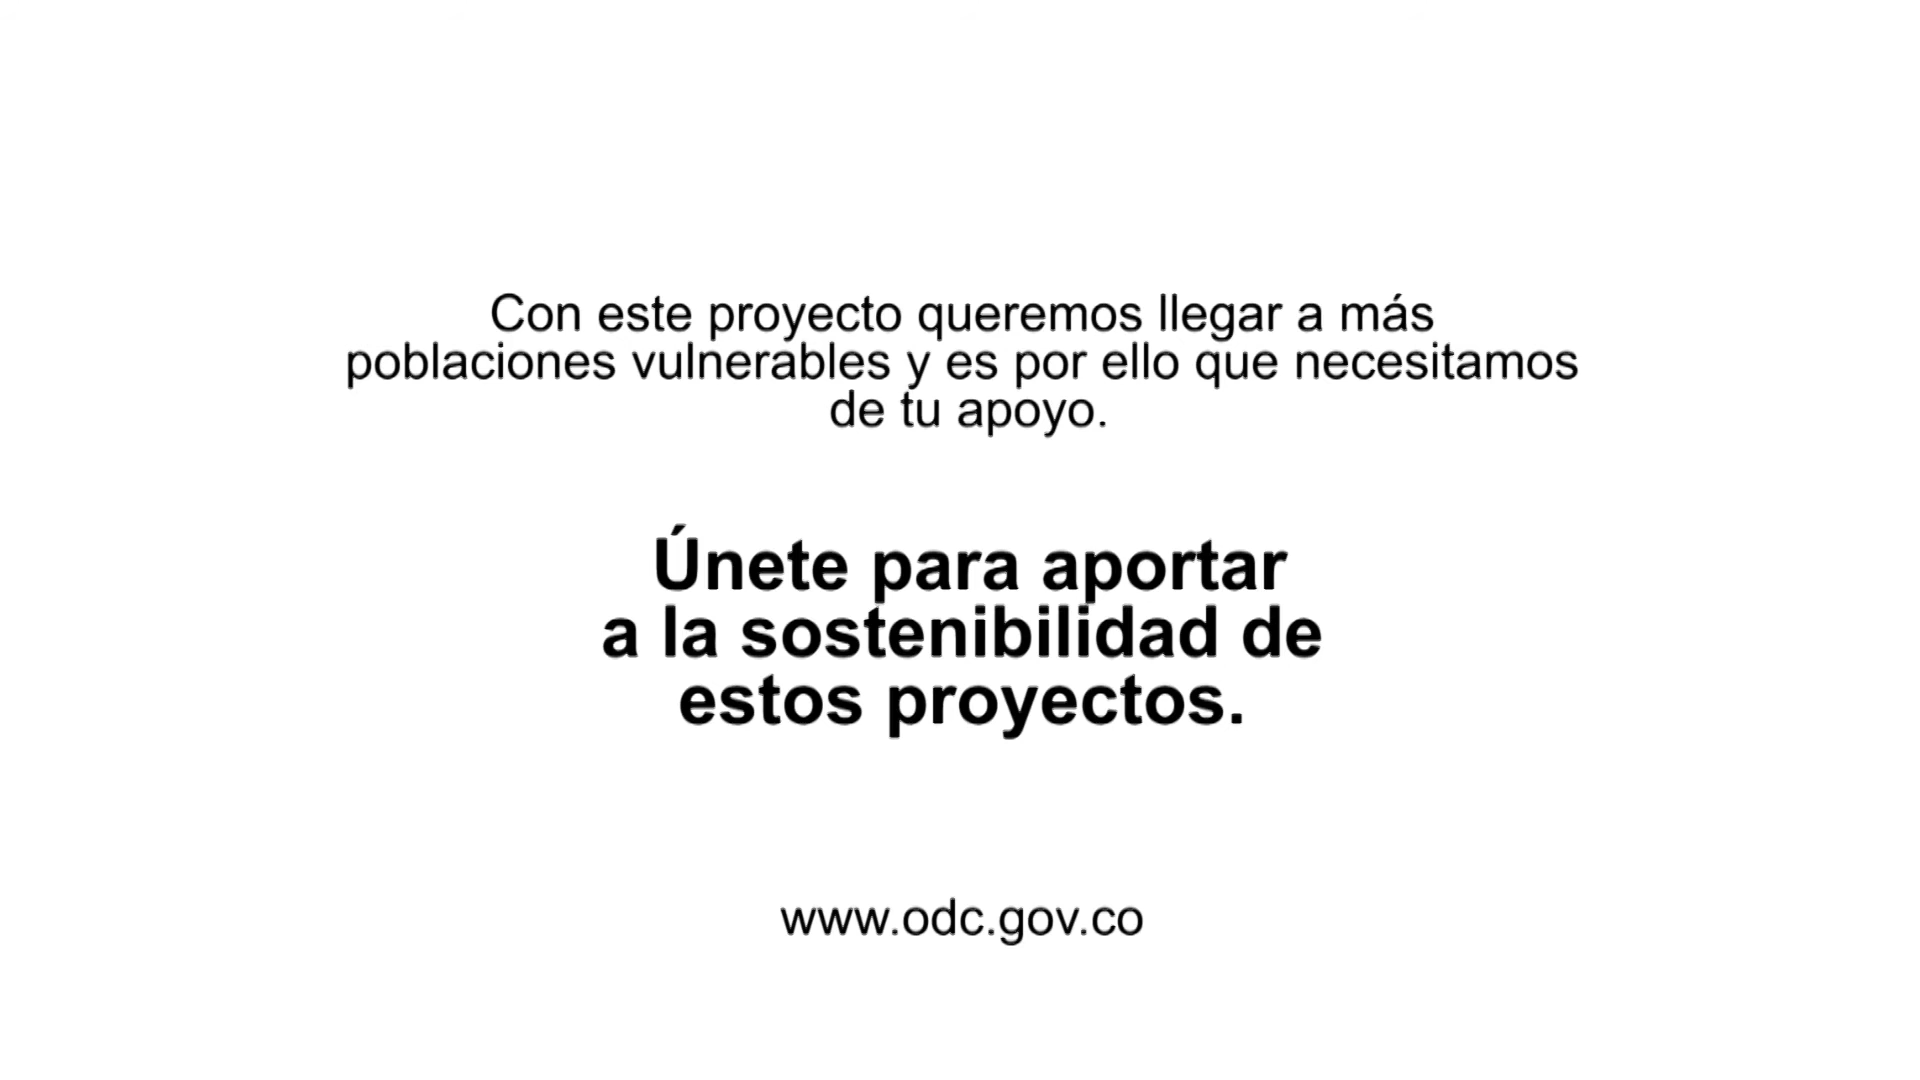 Con este proyecto queremos llegar a más
poblaciones vulnerables y es por ello que necesitamos
de tu apoyo.
Únete para aportar
a la sostenibilidad de
estos proyectos.
www.odc.gov.co